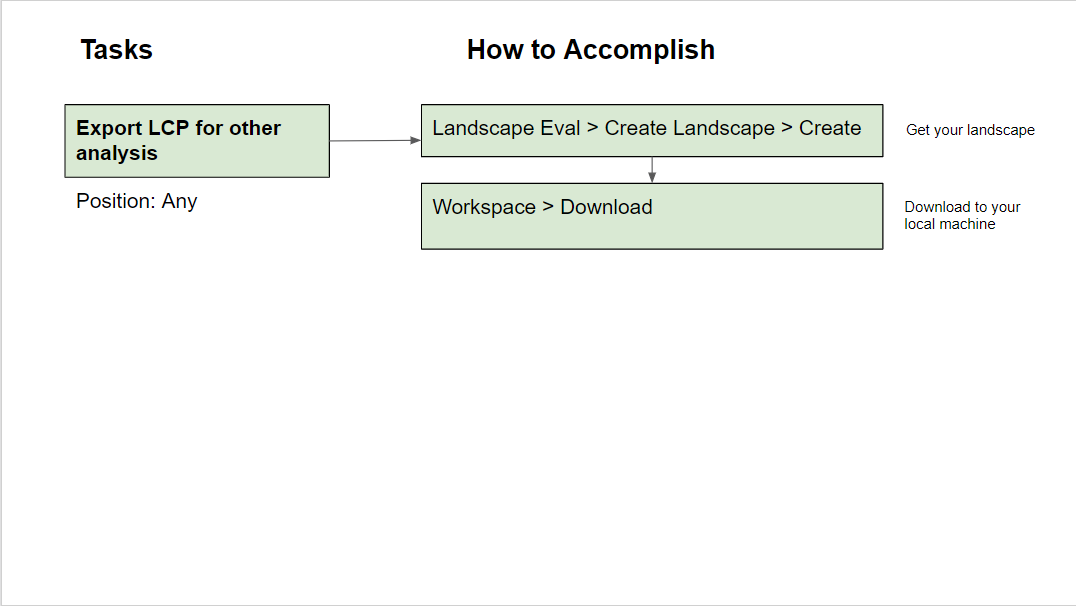 Tasks
How to Accomplish
Export LCP for other
analysis
Position: Any
Landscape Eval > Create Landscape > Create
Get your landscape
Workspace > Download
Download to your
local machine